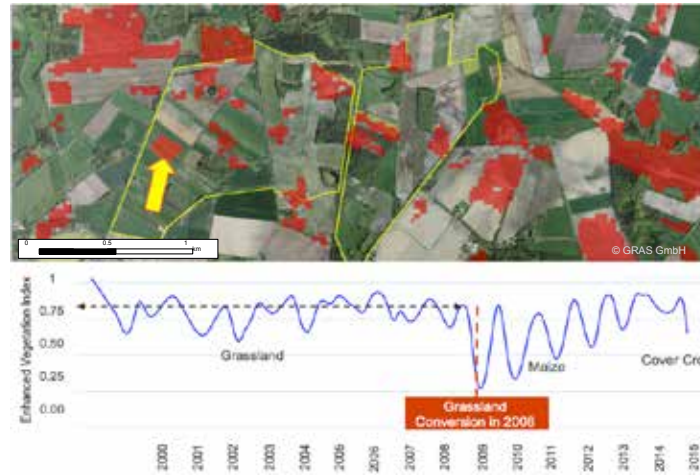 0 0.5 1
km
© GRAS GmbH
Enhanced Vegetation Index
1
0.75
0.50
0.25
0.00
Grassland
Maize
Cover Cro
Grassland
Conversion in 2006
2000 2001 2002 2003 2004 2005 2006 2007 2008 2009 2010 2011 2012 2013 2014 2015